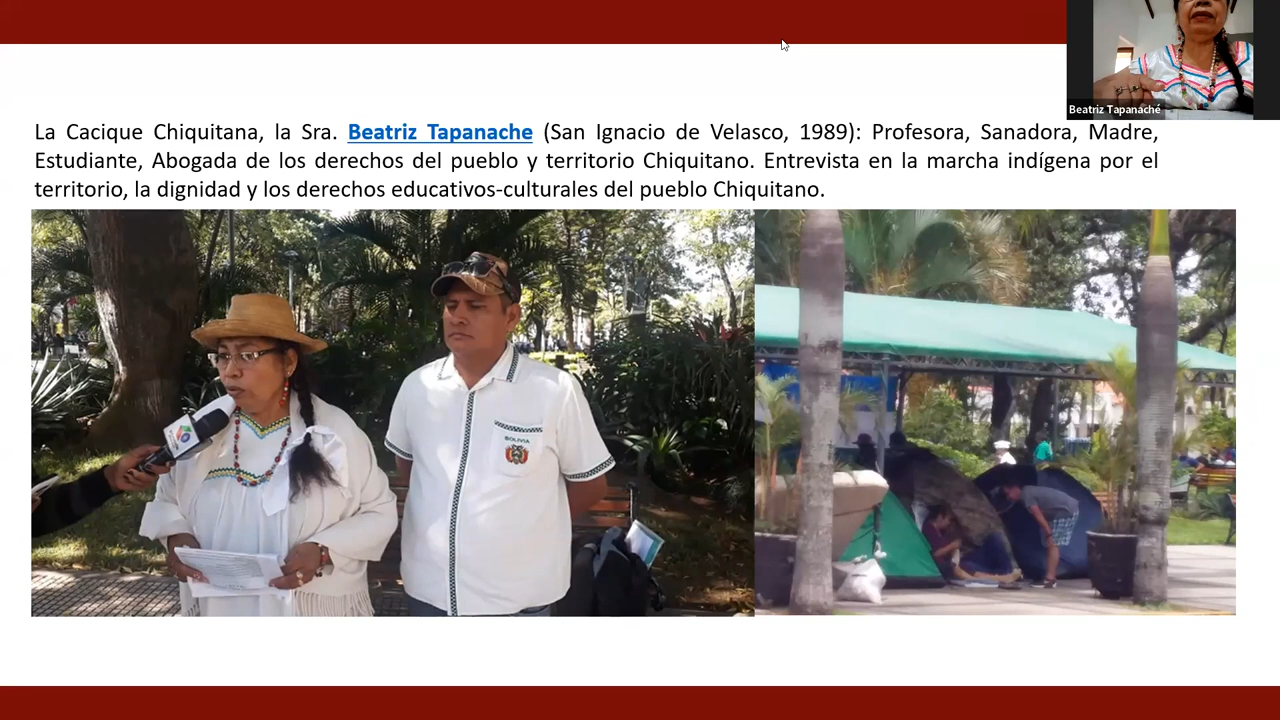 Beatriz Tapanaché
La Cacique Chiquitana, la Sra. Beatriz Tapanache (San Ignacio de Velasco, 1989): Profesora, Sanadora, Madre,
Estudiante, Abogada de los derechos del pueblo y territorio Chiquitano. Entrevista en la marcha indígena por el
territorio, la dignidad y los derechos educativos-culturales del pueblo Chiquitano.
BOLIVIA